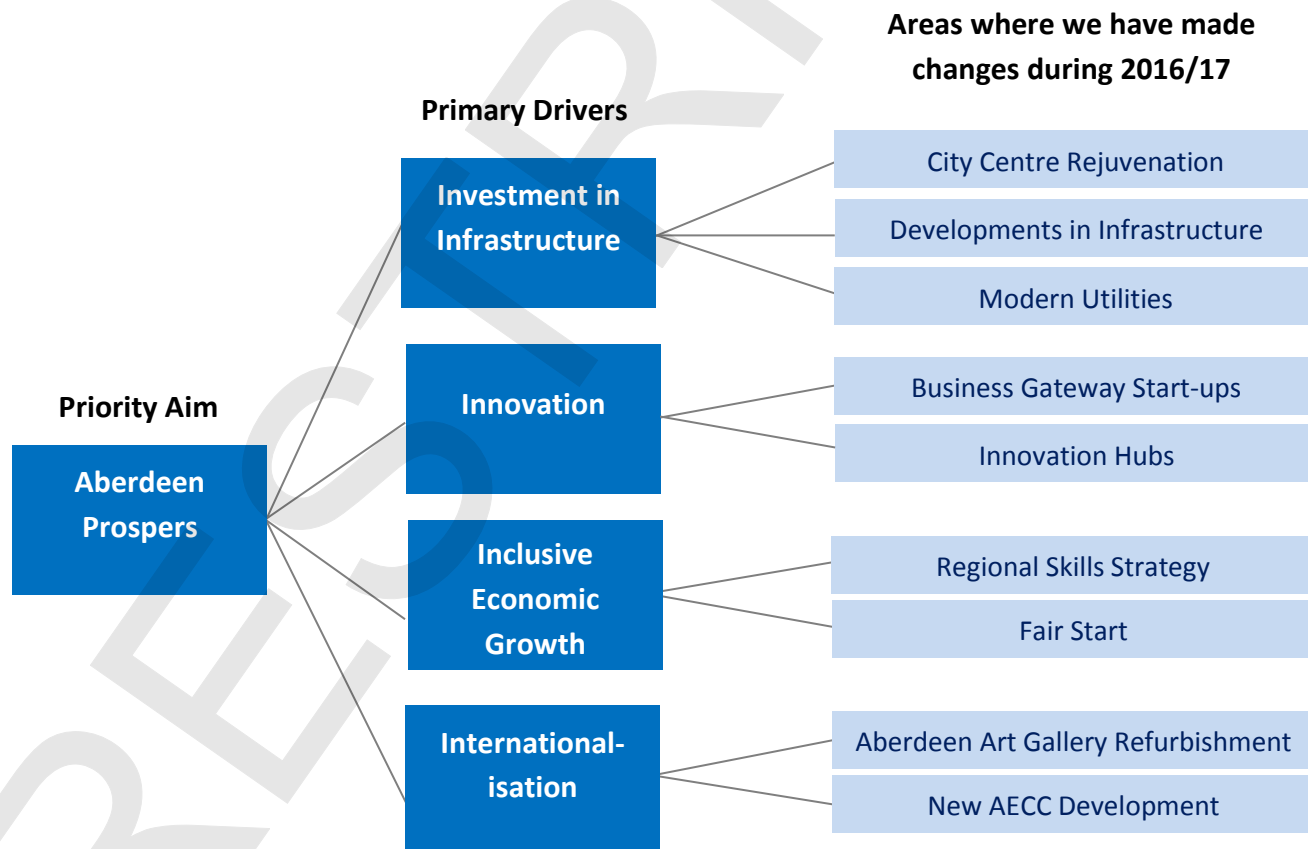 Areas where we have made
changes during 2016/17
Primary Drivers
Investment in
Infrastructure
City Centre Rejuvenation
Developments in Infrastructure
Modern Utilities
Priority Aim
Aberdeen
Prospers
Innovation
Business Gateway Start-ups
Innovation Hubs
Inclusive
Economic
Growth
Regional Skills Strategy
Fair Start
International-
isation
Aberdeen Art Gallery Refurbishment
New AECC Development